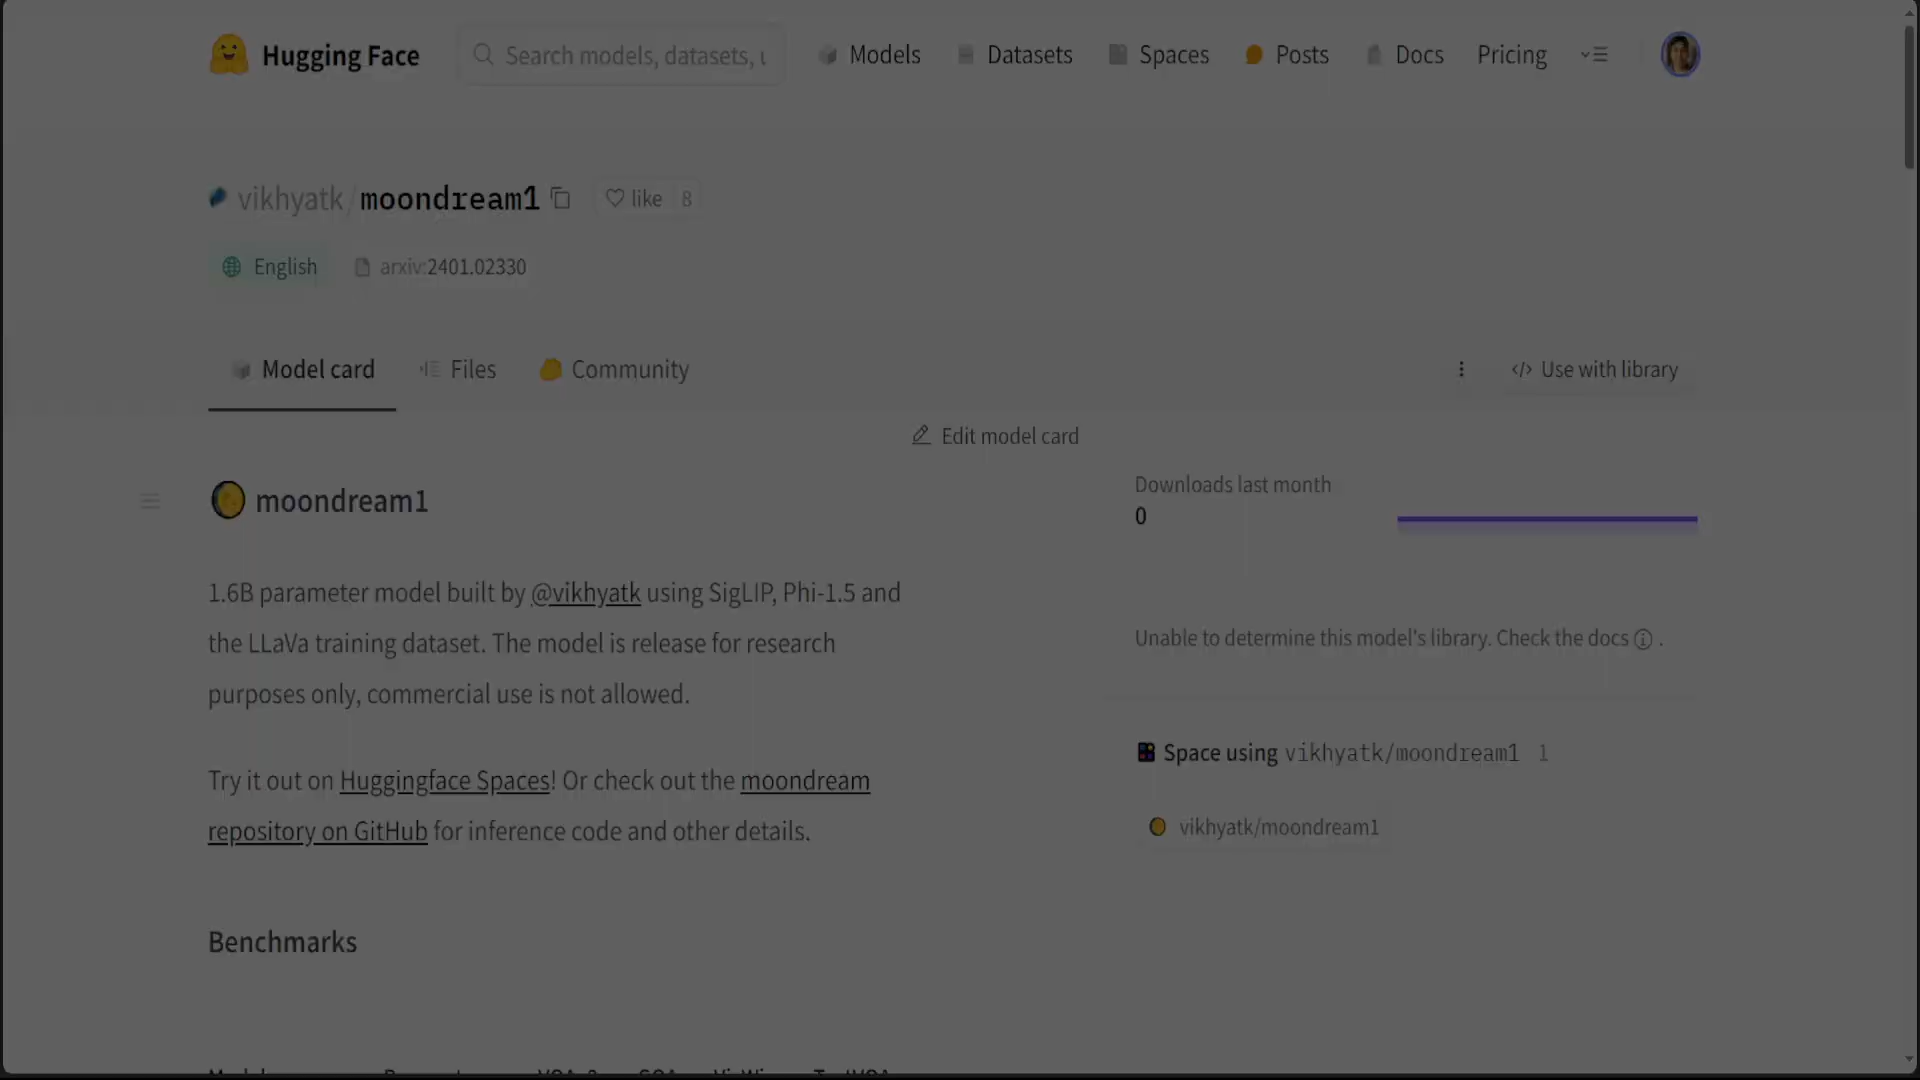 Hugging Face
Search models, datasets, u
Models
Datasets
Spaces
Posts
Docs
Pricing
vikhyatk/moondream1
like 8
English
arxiv:2401.02330
Model card
Files
Community
Use with library
Edit model card
moondream1
Downloads last month
0
1.6B parameter model built by @vikhyatk using SigLIP, Phi-1.5 and
the LLaVa training dataset. The model is release for research
purposes only, commercial use is not allowed.
Unable to determine this model's library. Check the docs .
Space using vikhyatk/moondream1 1
vikhyatk/moondream1
Try it out on Huggingface Spaces! Or check out the moondream
repository on GitHub for inference code and other details.
Benchmarks